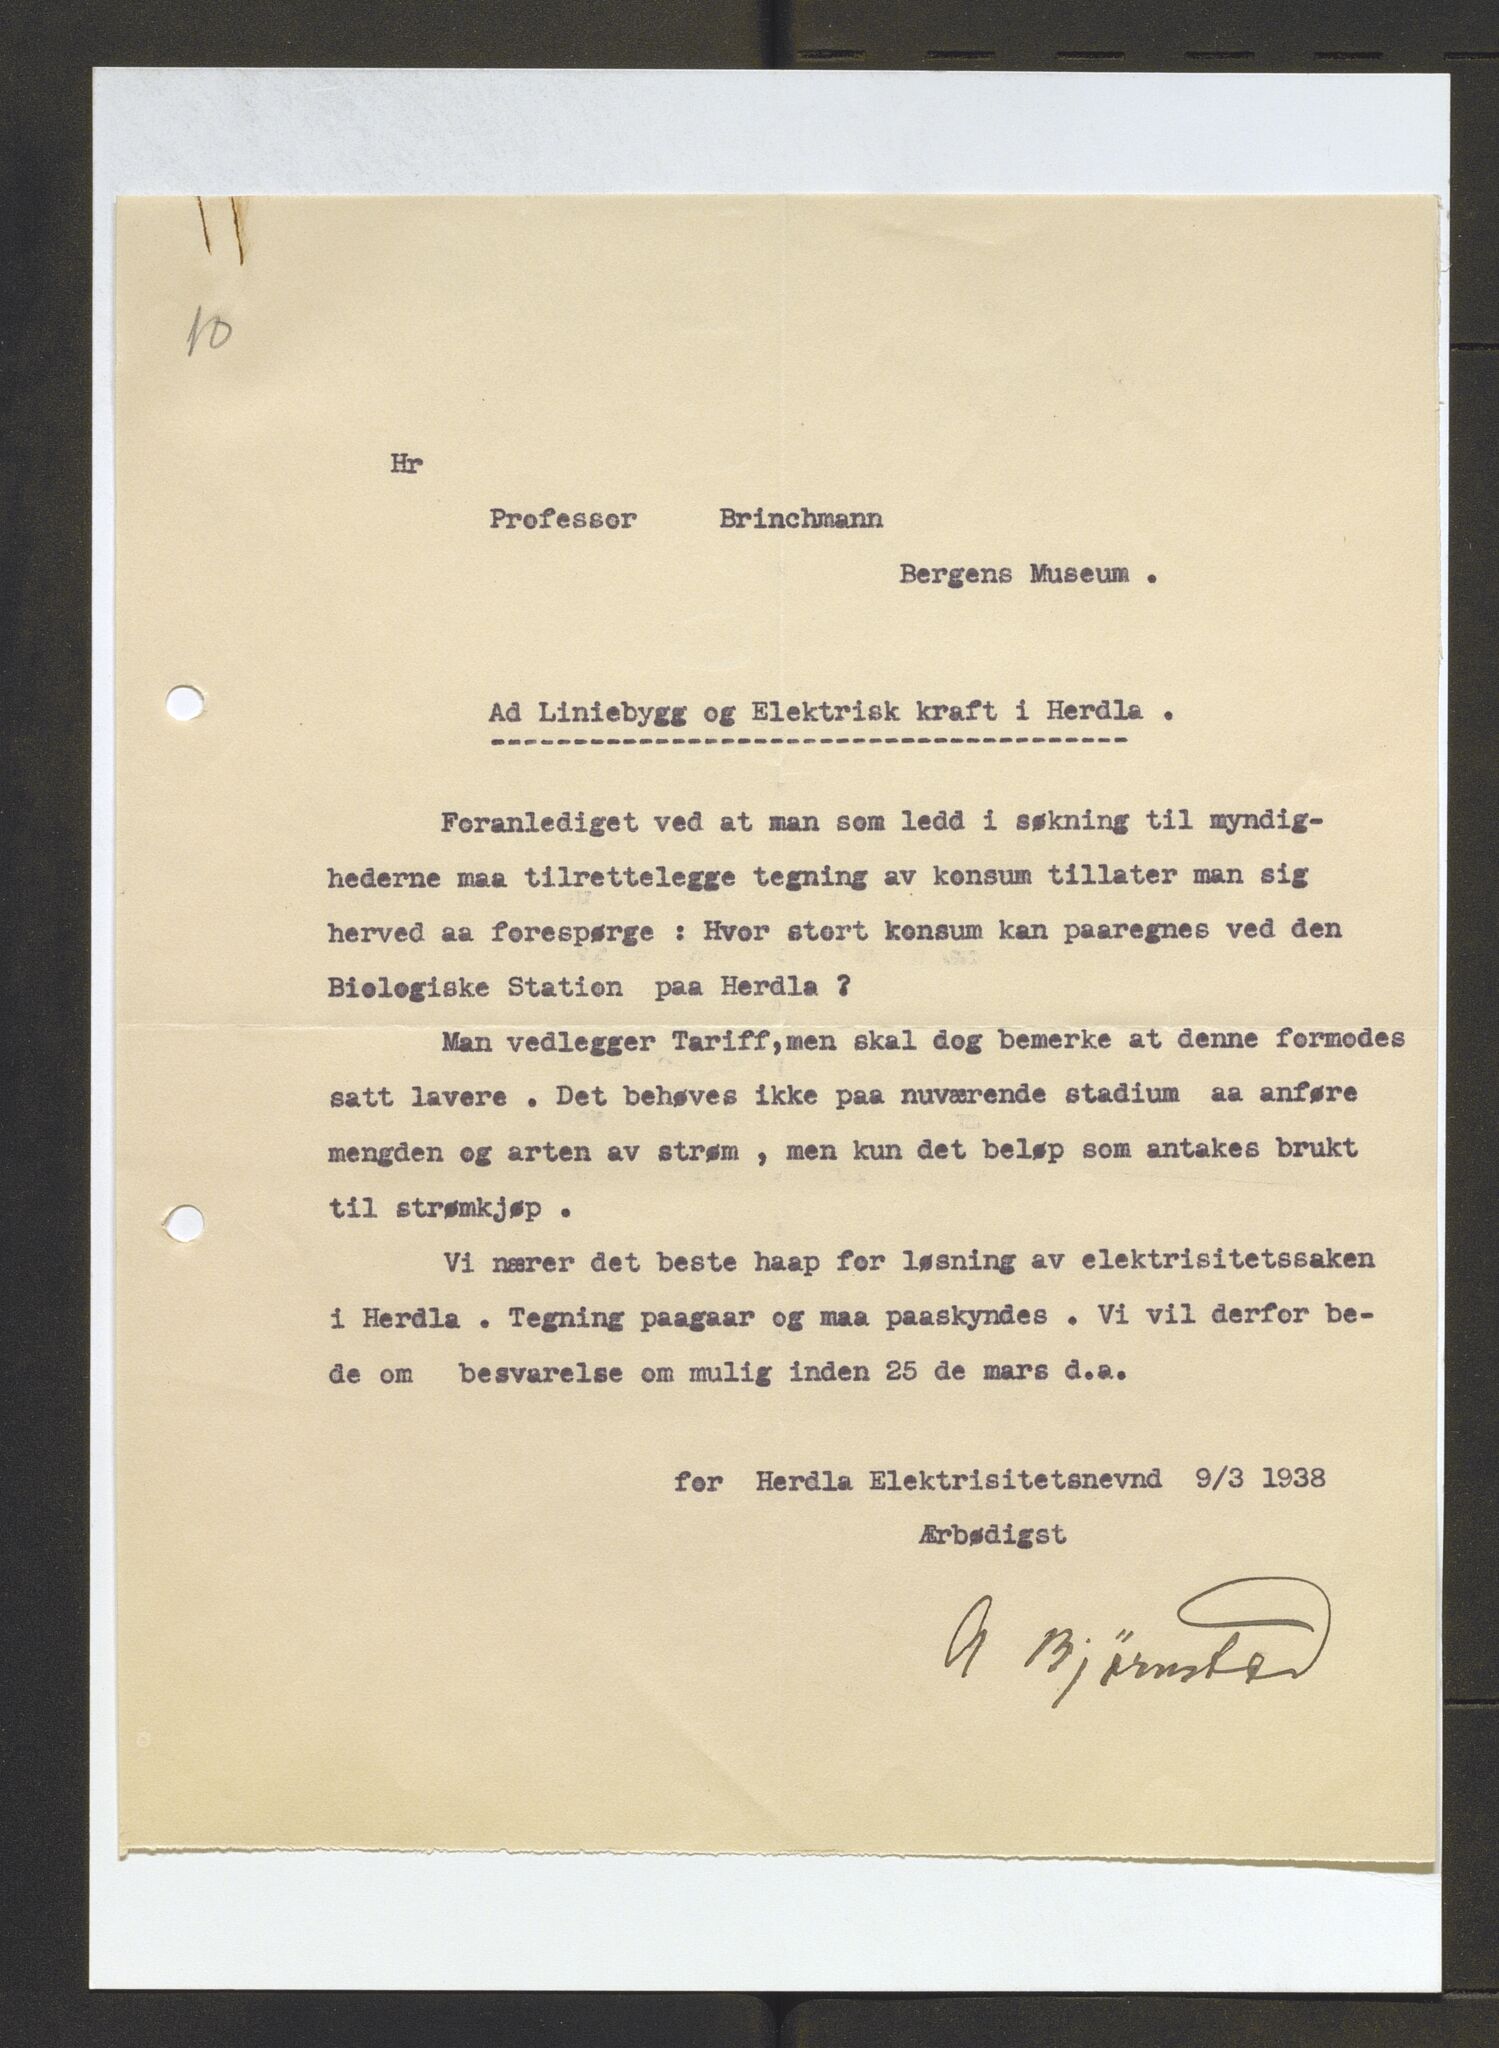 10
Hr
Professor Brinchmann
Bergens Museum .
Ad Liniebygg og Elektrisk kraft i Herdla .
---------------------------------------
Foranlediget ved at man som ledd i søkning til myndig-
hederne maa tilrettelegge tegning av konsum tillater man sig
herved aa forespørge : Hvor stort konsum kan paaregnes ved den
Biologiske Station paa Herdla ?
Man vedlegger Tariff,men skal dog bemerke at denne formodes
satt lavere . Det behøves ikke paa nuværende stadium aa anføre
mengden og arten av strøm , men kun det beløp som antakes brukt
til strømkjøp .
Vi nærer det beste haap for løsning av elektrisitetssaken
i Herdla . Tegning paagaar og maa paaskyndes . Vi vil derfor be-
de om besvarelse om mulig inden 25 de mars d.a.
for Herdla Elektrisitetsnevnd 9/3 1938
Ærbødigst
A Bjørnstad